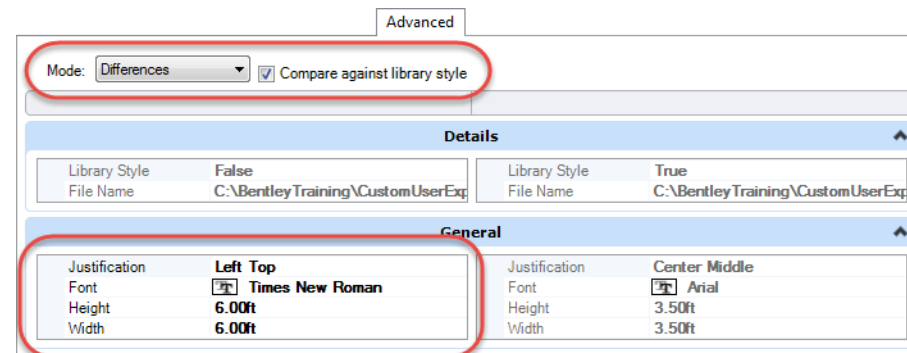 Advanced
Mode: Differences Compare against library style
Details
Library Style False Library Style True
File Name C:\BentleyTraining\CustomUserExp File Name C:\BentleyTraining\CustomUserExp
General
Justification Left Top Justification Center Middle
Font Times New Roman Font Arial
Height 6.00ft Height 3.50ft
Width 6.00ft Width 3.50ft